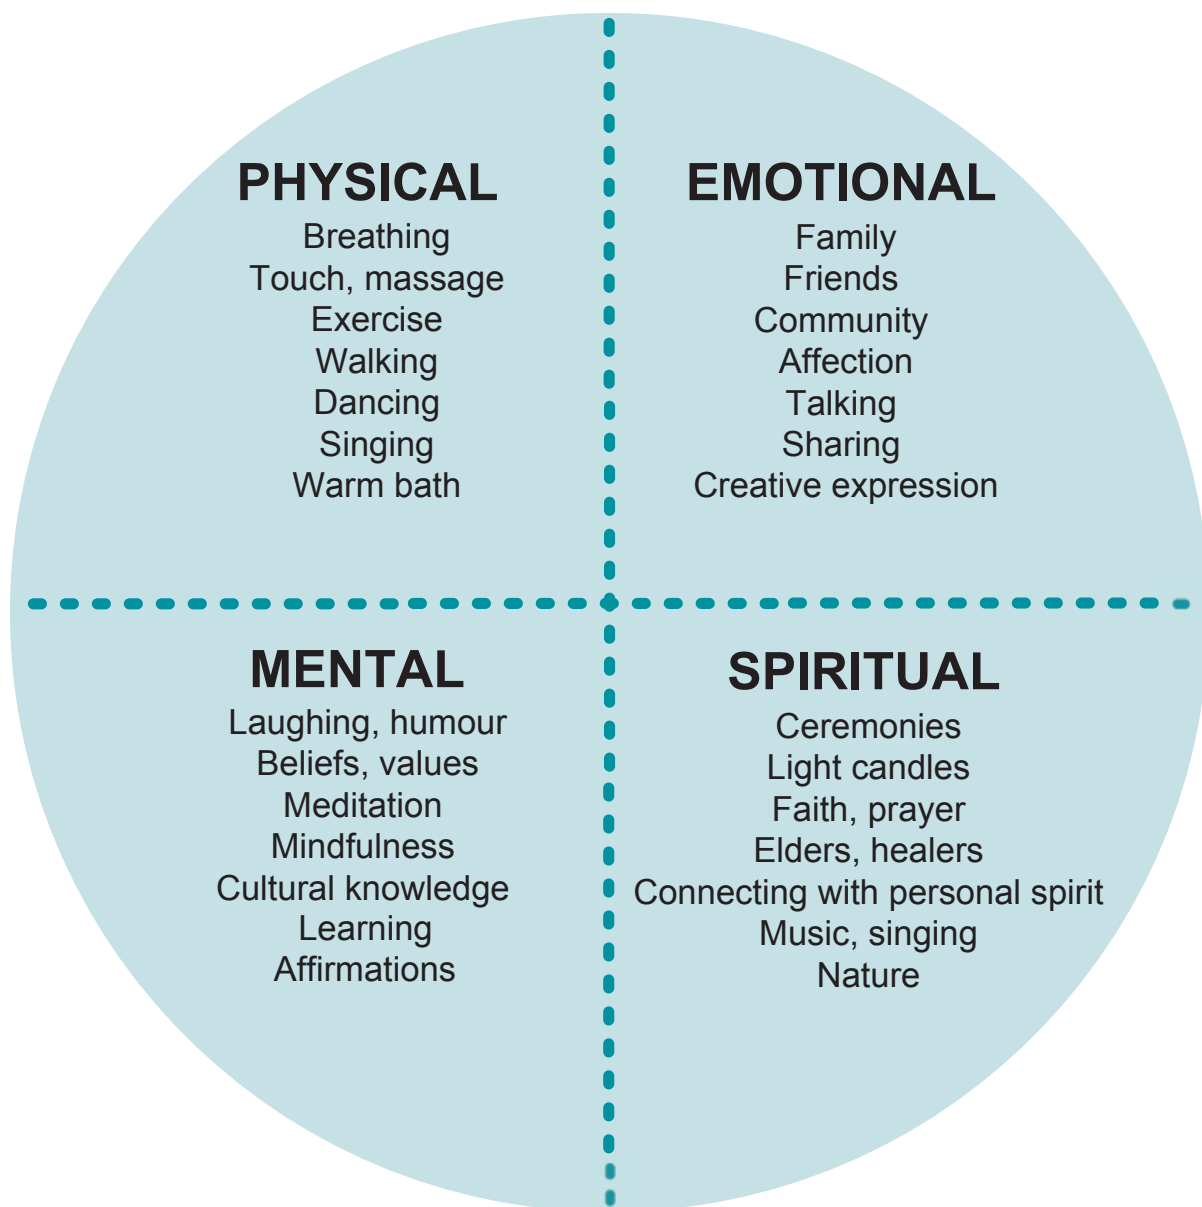 PHYSICAL
Breathing
Touch, massage
Exercise
Walking
Dancing
Singing
Warm bath
EMOTIONAL
Family
Friends
Community
Affection
Talking
Sharing
Creative expression
MENTAL
Laughing, humour
Beliefs, values
Meditation
Mindfulness
Cultural knowledge
Learning
Affirmations
SPIRITUAL
Ceremonies
Light candles
Faith, prayer
Elders, healers
Connecting with personal spirit
Music, singing
Nature